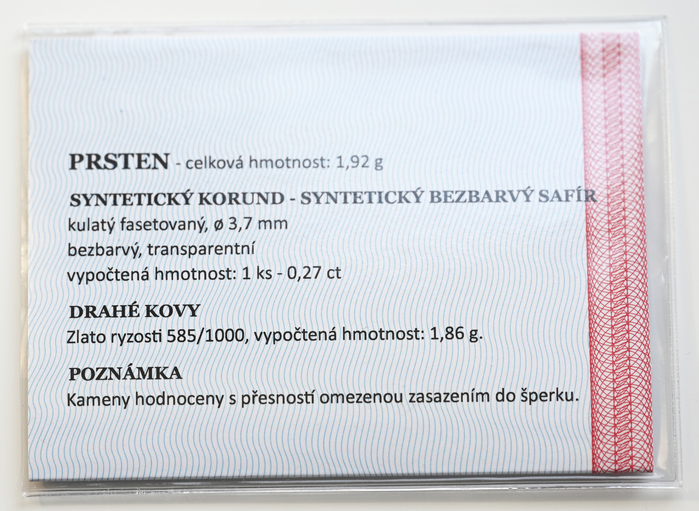 PRSTEN - celková hmotnost: 1,92 g
SYNTETICKÝ KORUND - SYNTETICKÝ BEZBARVÝ SAFÍR
kulatý fasetovaný, ø 3,7 mm
bezbarvý, transparentní
vypočtená hmotnost: 1 ks - 0,27 ct
DRAHÉ KOVY
Zlato ryzosti 585/1000, vypočtená hmotnost: 1,86 g.
POZNÁMKA
Kameny hodnoceny s přesností omezenou zasazením do šperku.